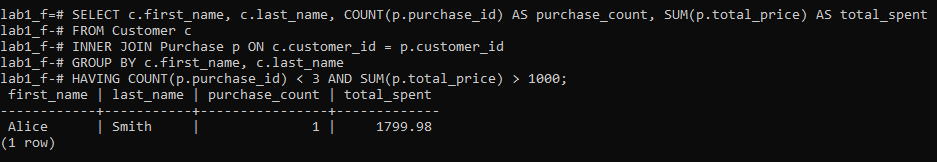 lab1_f=# SELECT c.first_name, c.last_name, COUNT(p.purchase_id) AS purchase_count, SUM(p.total_price) AS total_spent
lab1_f-# FROM Customer c
lab1_f-# INNER JOIN Purchase p ON c.customer_id = p.customer_id
lab1_f-# GROUP BY c.first_name, c.last_name
lab1_f-# HAVING COUNT(p.purchase_id) < 3 AND SUM(p.total_price) > 1000;
 first_name | last_name | purchase_count | total_spent
------------+-----------+----------------+-------------
 Alice      | Smith     |              1 |     1799.98
(1 row)